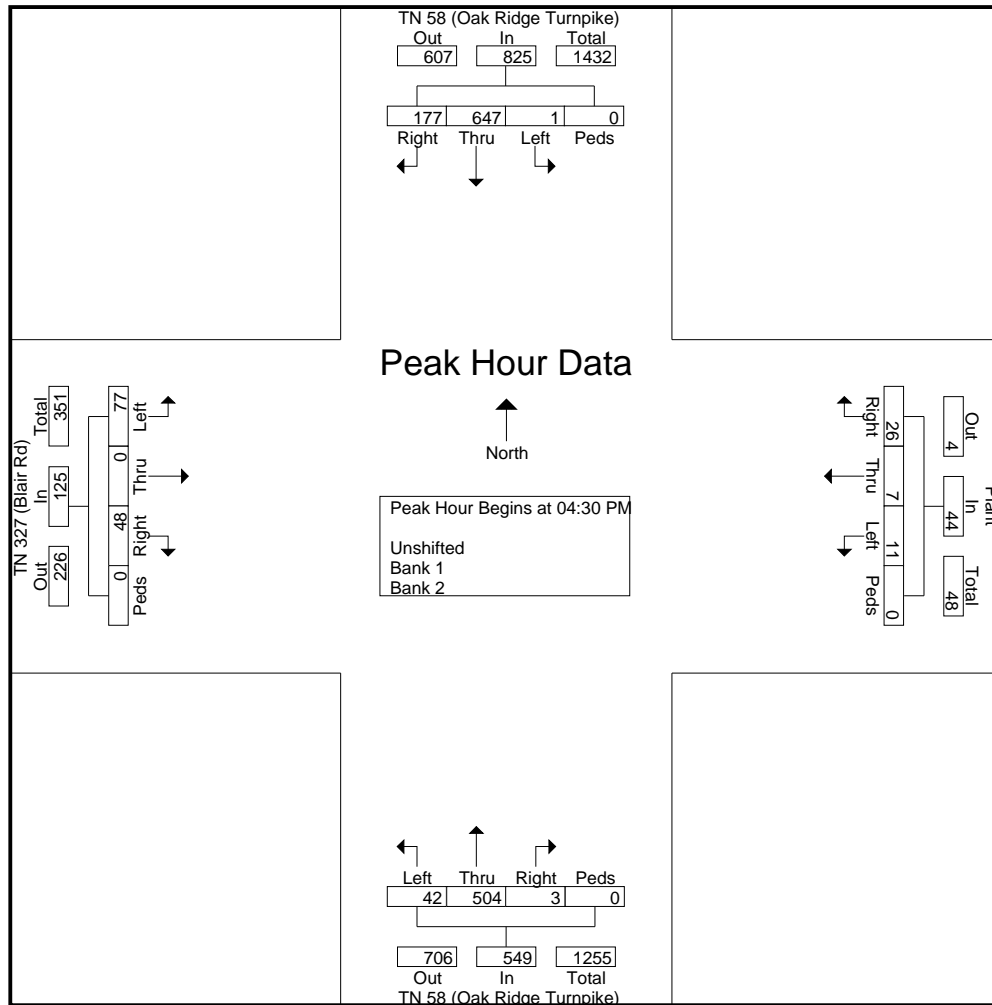 TN 58 (Oak Ridge Turnpike)
Out In Total
607 825 1432
177 647 1 0
Right Thru Left Peds
Peak Hour Data
North
Peak Hour Begins at 04:30 PM
Unshifted
Bank 1
Bank 2
TN 327 (Blair Rd)
Out In Total
226 125 351
77 0 48 0
Left Thru Right Peds
Plant
Out In Total
4 44 48
26 7 11 0
Right Thru Left Peds
Left Thru Right Peds
42 504 3 0
706 549 1255
Out In Total
TN 58 (Oak Ridge Turnpike)